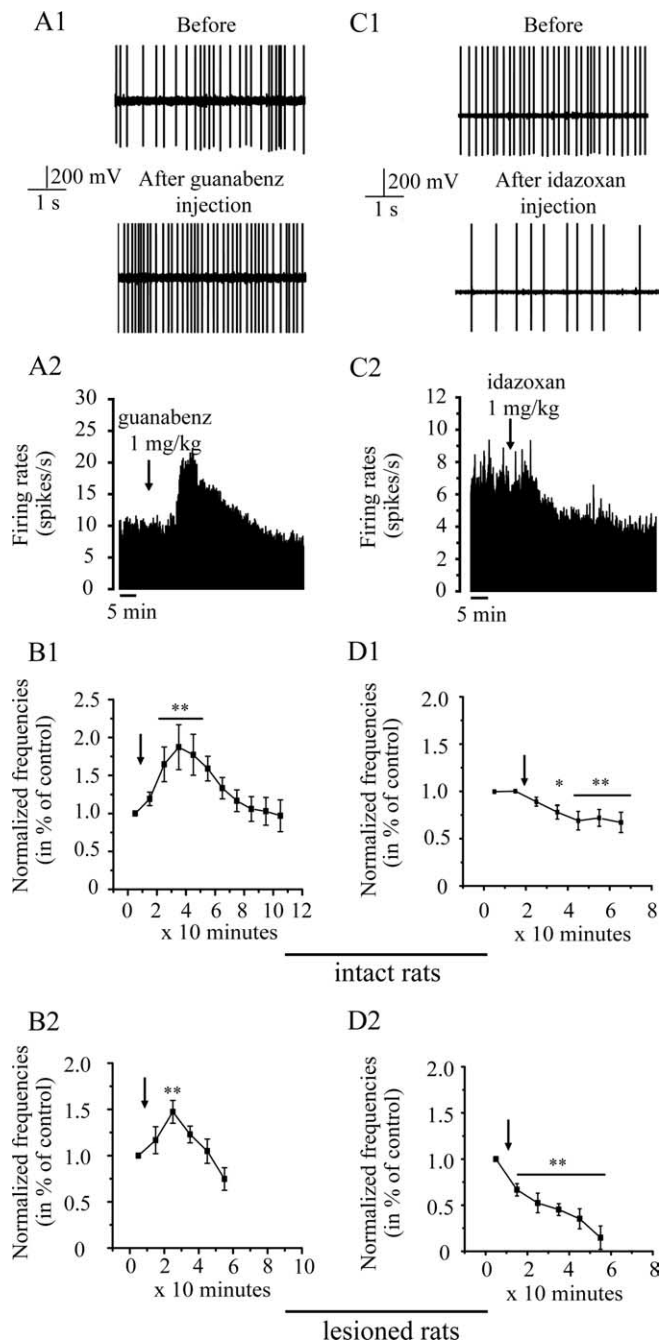 A1
Before
200 mV
1 s
After guanabenz
injection
C1
Before
200 mV
1 s
After idazoxan
injection
A2
30
25
20
15
10
5
0
Firing rates
(spikes/s)
guanabenz
1 mg/kg
5 min
C2
12
10
8
6
4
2
0
Firing rates
(spikes/s)
idazoxan
1 mg/kg
5 min
B1
2.5
2.0
1.5
1.0
0.5
0
Normalized frequencies
(in % of control)
**
0 2 4 6 8 10 12
x 10 minutes
D1
2.0
1.5
1.0
0.5
0
Normalized frequencies
(in % of control)
* **
0 2 4 6 8
x 10 minutes
intact rats
B2
2.0
1.5
1.0
0.5
0
Normalized frequencies
(in % of control)
**
0 2 4 6 8 10
x 10 minutes
D2
2.0
1.5
1.0
0.5
0
Normalized frequencies
(in % of control)
**
0 2 4 6 8
x 10 minutes
lesioned rats